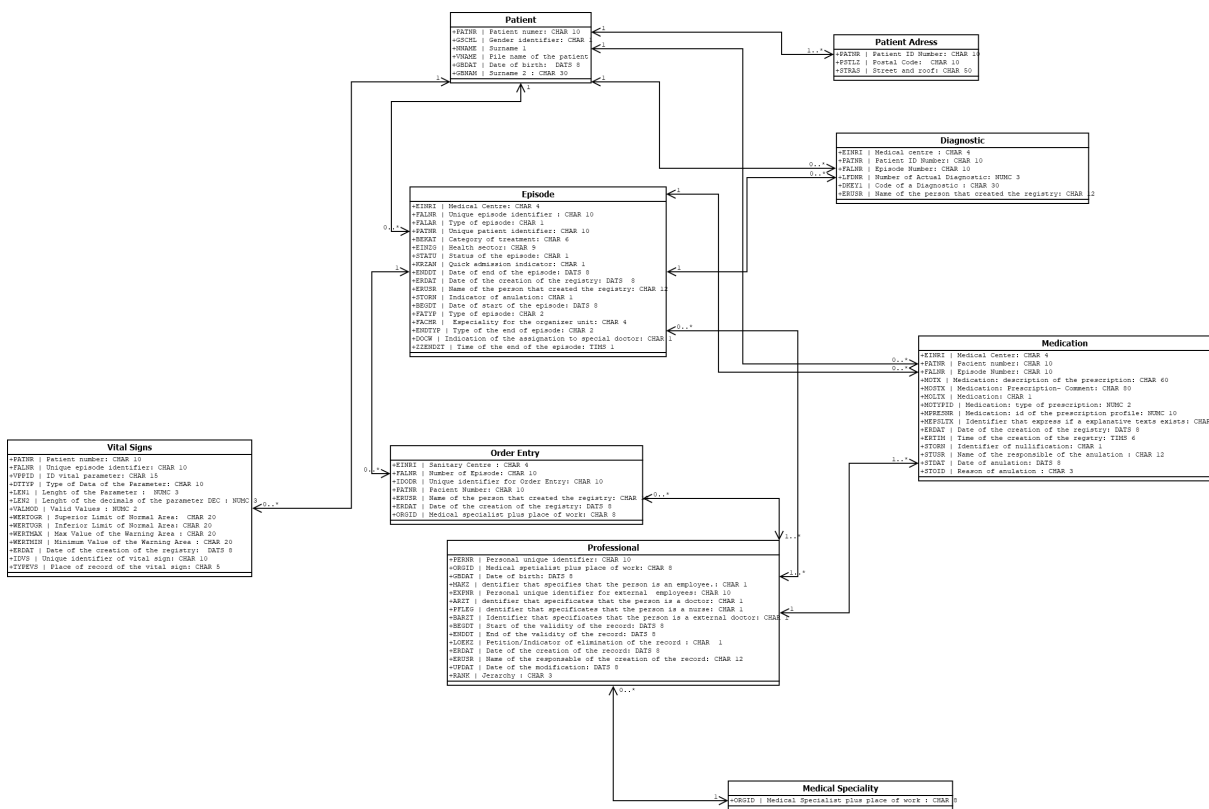 Patient
+PATNR | Patient numer: CHAR 10
+GSCHL | Gender identifier: CHAR 1
+NNAME | Surname 1
+VNAME | Pile name of the patient
+GBDAT | Date of birth: DATS 8
+GBNAM | Surname 2 : CHAR 30
1
1
1
1
1
Patient Adress
+PATNR | Patient ID Number: CHAR 10
+PSTLZ | Postal Code: CHAR 10
+STRAS | Street and roof: CHAR 50
1..*
Diagnostic
+EINRI | Medical centre : CHAR 4
+PATNR | Patient ID Number: CHAR 10
+FALNR | Episode Number: CHAR 10
+LFDNR | Number of Actual Diagnostic: NUMC 3
+DKEY1 | Code of a Diagnostic : CHAR 30
+ERUSR | Name of the person that created the registry: CHAR 12
0..*
0..*
Episode
+EINRI | Medical Centre: CHAR 4
+FALNR | Unique episode identifier : CHAR 10
+FALAR | Type of episode: CHAR 1
+PATNR | Unique patient identifier: CHAR 10
+BEKAT | Category of treatment: CHAR 6
+EINZG | Health sector: CHAR 9
+STATU | Status of the episode: CHAR 1
+KRZAN | Quick admission indicator: CHAR 1
+ENDDT | Date of end of the episode: DATS 8
+ERDAT | Date of the creation of the registry: DATS 8
+ERUSR | Name of the person that created the registry: CHAR 12
+STORN | Indicator of anulation: CHAR 1
+BEGDT | Date of start of the episode: DATS 8
+FATYP | Type of episode: CHAR 2
+FACHR | Especiality for the organizer unit: CHAR 4
+ENDTYP | Type of the end of episode: CHAR 2
+DOCW | Indication of the assignation to special doctor: CHAR 1
+ZZENDZT | Time of the end of the episode: TIMS 1
0..*
1
1
1
0..*
Medication
+EINRI | Medical Center: CHAR 4
+PATNR | Pacient number: CHAR 10
+FALNR | Episode Number: CHAR 10
+MOTX | Medication: description of the prescription: CHAR 60
+MOSTX | Medication: Prescription- Comment: CHAR 80
+MOLTX | Medication: CHAR 1
+MOTYPID | Medication: type of prescription: NUMC 2
+MPRESNR | Medication: id of the prescription profile: NUMC 10
+MEPSLTX | Identifier that express if a explanative texts exists: CHAR
+ERDAT | Date of the creation of the registry: DATS 8
+ERTIM | Time of the creation of the regstry: TIMS 6
+STORN | Identifier of nullification: CHAR 1
+STUSR | Name of the responsible of the anulation : CHAR 12
+STDAT | Date of anulation: DATS 8
+STOID | Reason of anulation : CHAR 3
0..*
0..*
1..*
Vital Signs
+PATNR | Patient number: CHAR 10
+FALNR | Unique episode identifier: CHAR 10
+VPPID | ID vital parameter: CHAR 15
+DTTYP | Type of Data of the Parameter: CHAR 10
+LEN1 | Lenght of the Parameter : NUMC 3
+LEN2 | Lenght of the decimals of the parameter DEC : NUMC 3
+VALMOD | Valid Values : NUMC 2
+WERTOGR | Superior Limit of Normal Area: CHAR 20
+WERTUGR | Inferior Limit of Normal Area: CHAR 20
+WERTMAX | Max Value of the Warning Area : CHAR 20
+WERTMIN | Minimum Value of the Warning Area : CHAR 20
+ERDAT | Date of the creation of the registry: DATS 8
+IDVS | Unique identifier of vital sign: CHAR 10
+TYPEVS | Place of record of the vital sign: CHAR 5
0..*
Order Entry
+EINRI | Sanitary Centre : CHAR 4
+FALNR | Number of Episode: CHAR 10
+IDODR | Unique identifier for Order Entry: CHAR 10
+PATNR | Pacient Number: CHAR 10
+ERUSR | Name of the person that created the registry: CHAR
+ERDAT | Date of the creation of the registry: DATS 8
+ORGID | Medical specialist plus place of work: CHAR 8
0..*
0..*
Professional
+PERNR | Personal unique identifier: CHAR 10
+ORGID | Medical spetialist plus place of work: CHAR 8
+GBDAT | Date of birth: DATS 8
+MAKZ | dentifier that specifies that the person is an employee.: CHAR 1
+EXPNR | Personal unique identifier for external employees: CHAR 10
+ARZT | dentifier that specificates that the person is a doctor: CHAR 1
+PFLEG | dentifier that specificates that the person is a nurse: CHAR 1
+BARZT | Identifier that specificates that the person is a external doctor: CHAR
+BEGDT | Start of the validity of the record: DATS 8
+ENDDT | End of the validity of the record: DATS 8
+LOEKZ | Petition/Indicator of elimination of the record : CHAR 1
+ERDAT | Date of the creation of the record: DATS 8
+ERUSR | Name of the responsable of the creation of the record: CHAR 12
+UPDAT | Date of the modification: DATS 8
+RANK | Jerarchy : CHAR 3
1..*
1..*
1
0..*
Medical Speciality
+ORGID | Medical Specialist plus place of work : CHAR 8
1